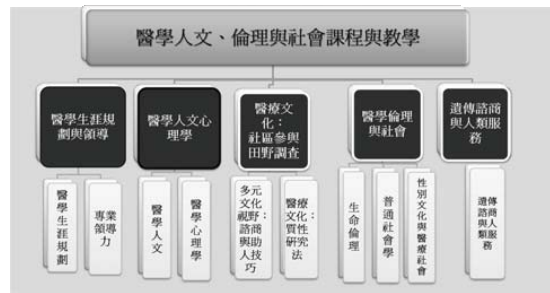 醫學人文、倫理與社會課程與教學
醫學生涯規
劃與領導
醫學人文心
理學
醫療文
化：
社區參與
田野調查
醫學倫理
與社會
遺傳諮商
與人類服
務
醫學生涯規劃
專業領導力
醫學人文
醫學心理學
多元文化視野：諮商與助人技巧
醫療文化：質性研究法
生命倫理
普通社會學
性別文化與醫療社會
遺傳諮商與人類服務